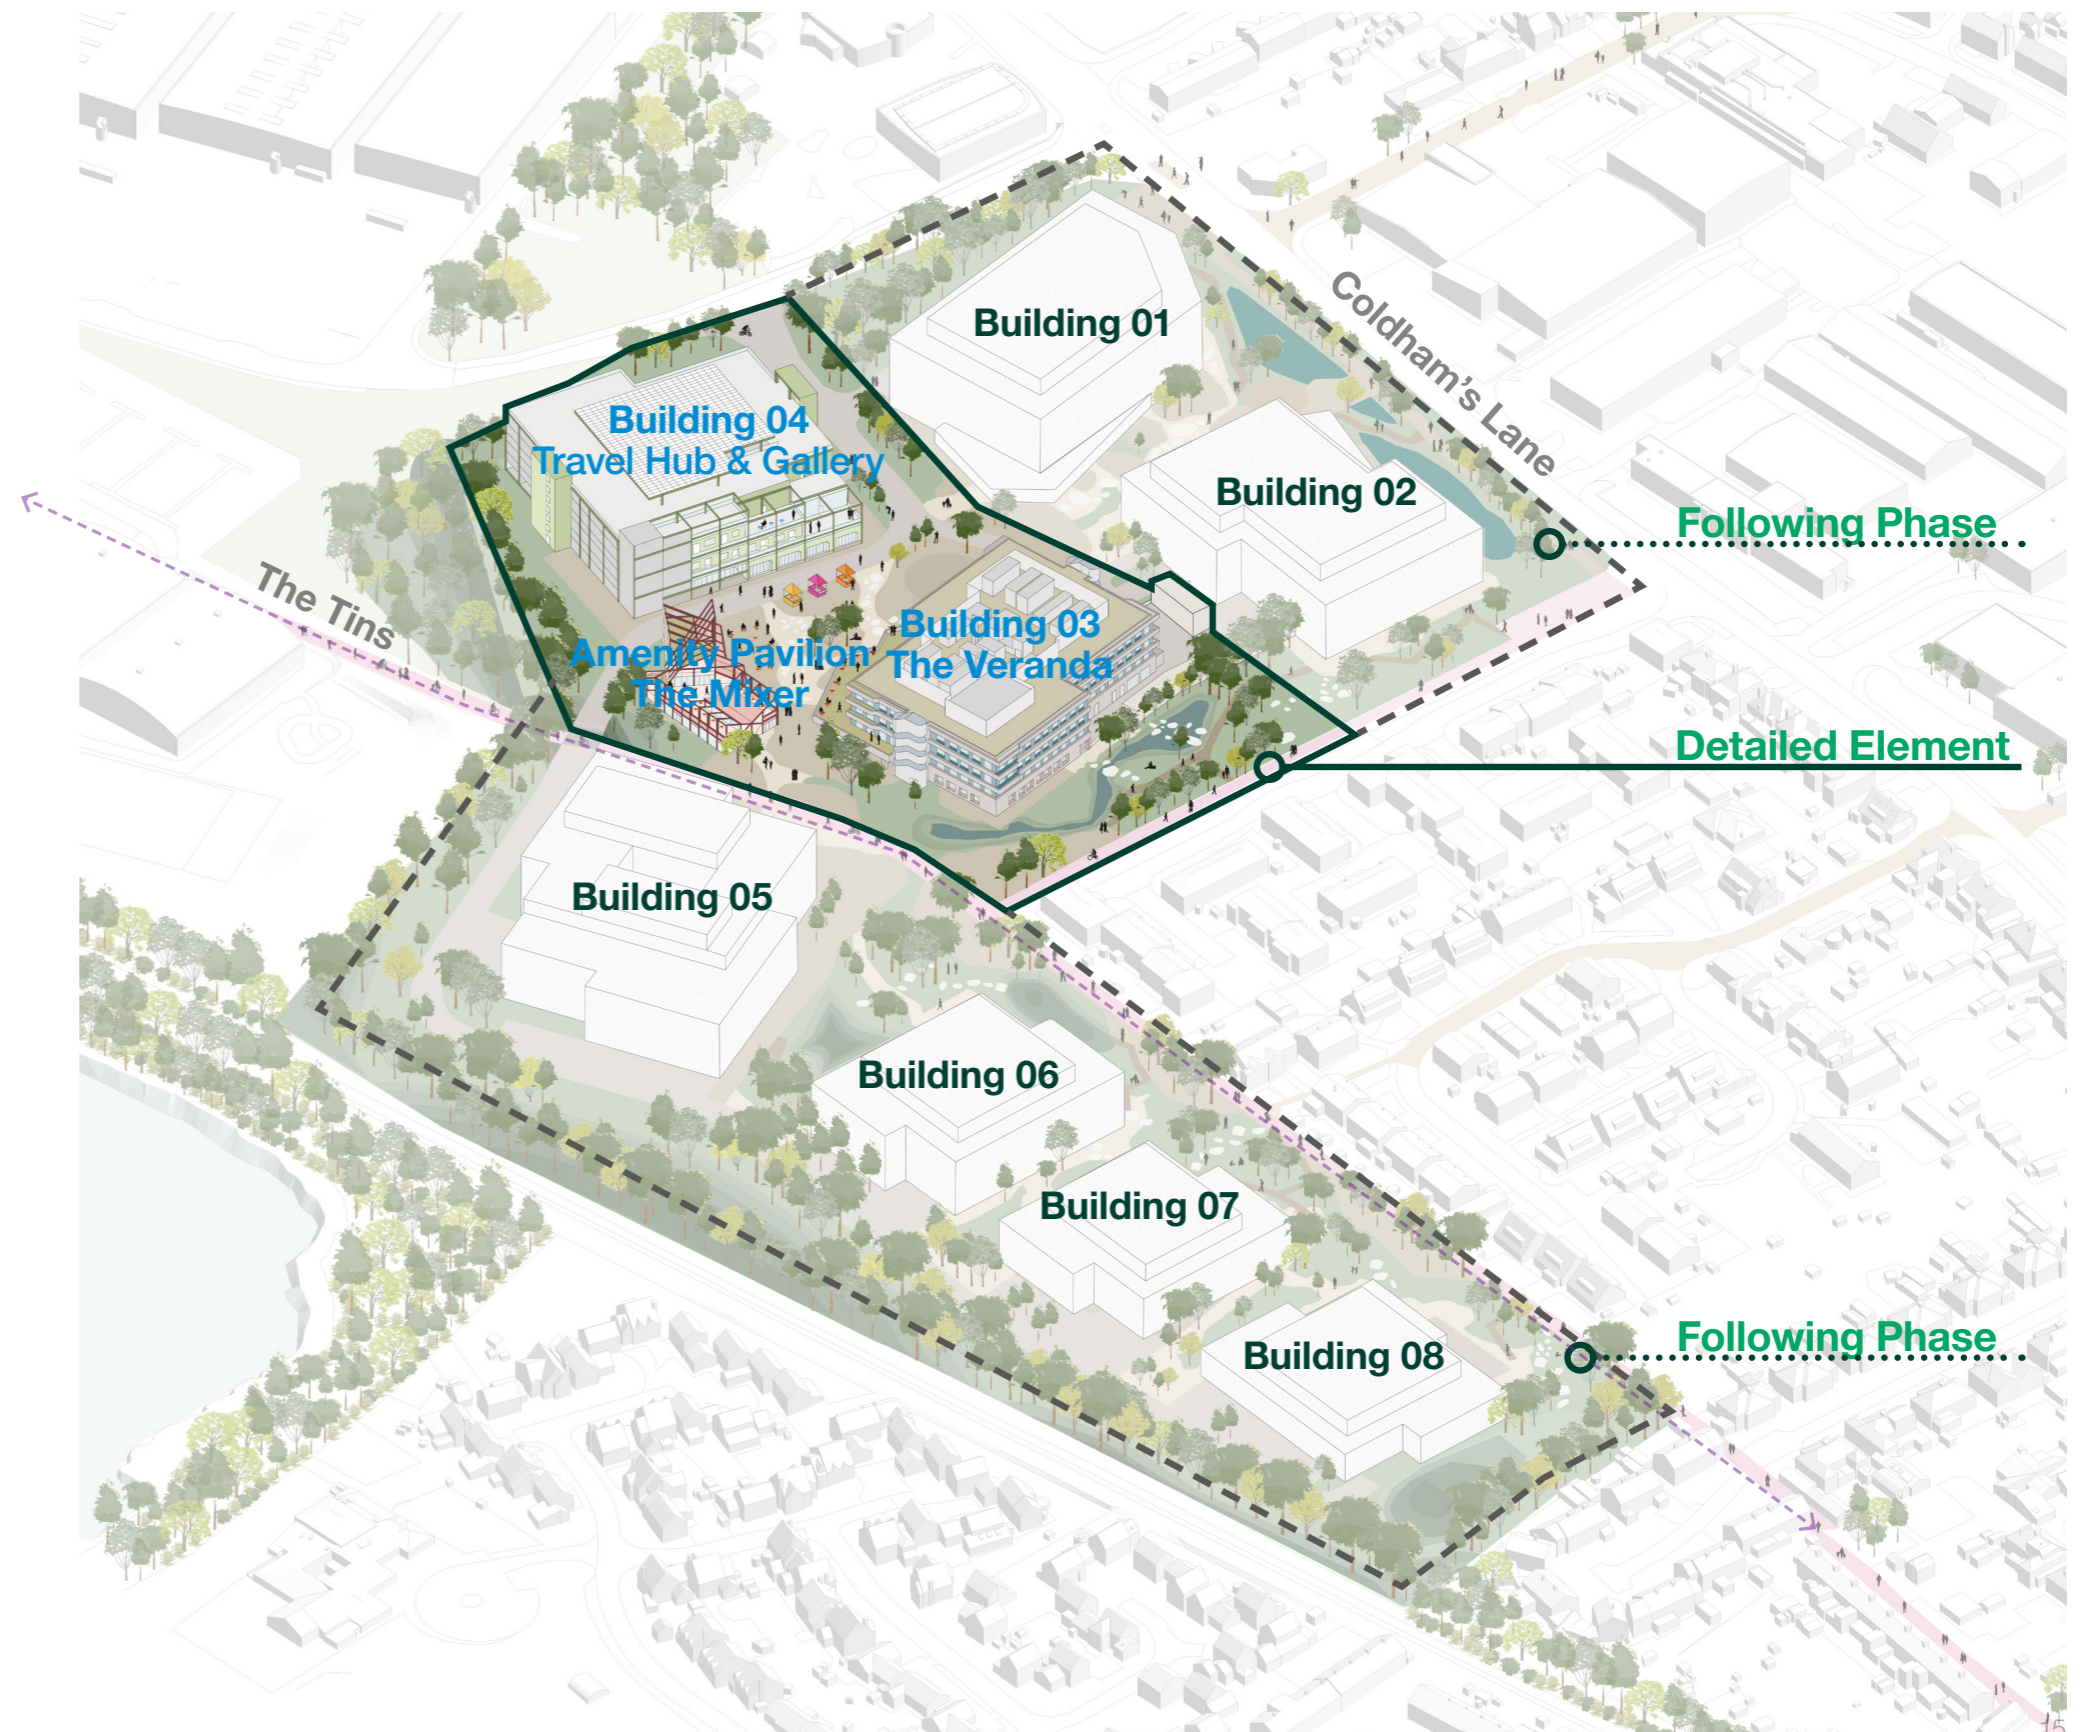 Building 01
Coldham's Lane
Building 04
Travel Hub & Gallery
Building 02
Following Phase
The Tins
Building 03
The Veranda
Amenity Pavilion
The Mixer
Detailed Element
Building 05
Building 06
Building 07
Building 08
Following Phase
15